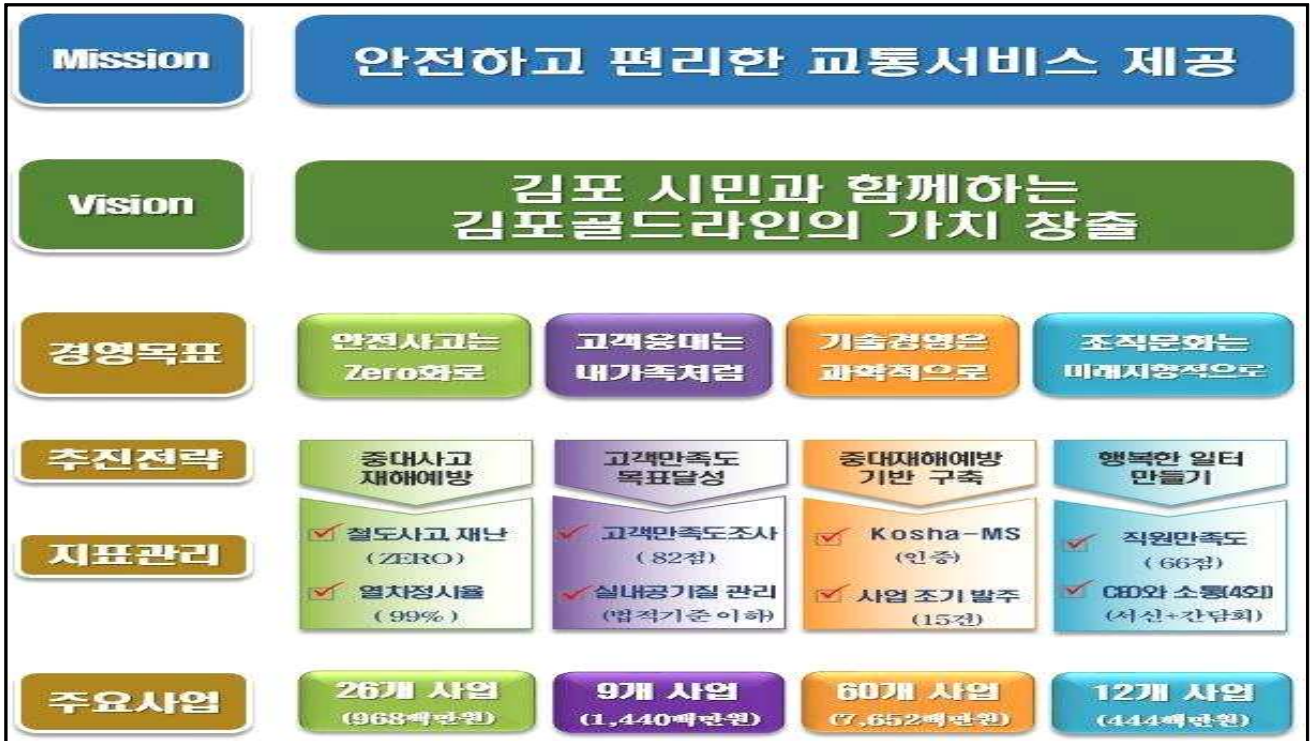 Mission
안전하고 편리한 교통서비스 제공
Vision
김포 시민과 함께하는
김포골드라인의 가치 창출
경영목표
안전사고는
Zero화로
고객응대는
내가족처럼
기술경영은
과학적으로
조직문화는
미래지향적으로
추진전략
중대사고
재해예방
고객만족도
목표달성
중대재해예방
기반 구축
행복한 일터
만들기
지표관리
철도사고 재난
(ZERO)
열차정시율
(99%)
고객만족도조사
(82점)
실내공기질 관리
(법적기준이하)
Kosha-MS
(인증)
사업 조기 발주
(15건)
직원만족도
(66점)
CEO와 소통(4회)
(서신+간담회)
주요사업
26개 사업
(968백만원)
9개 사업
(1,440백만원)
60개 사업
(7,652백만원)
12개 사업
(444백만원)